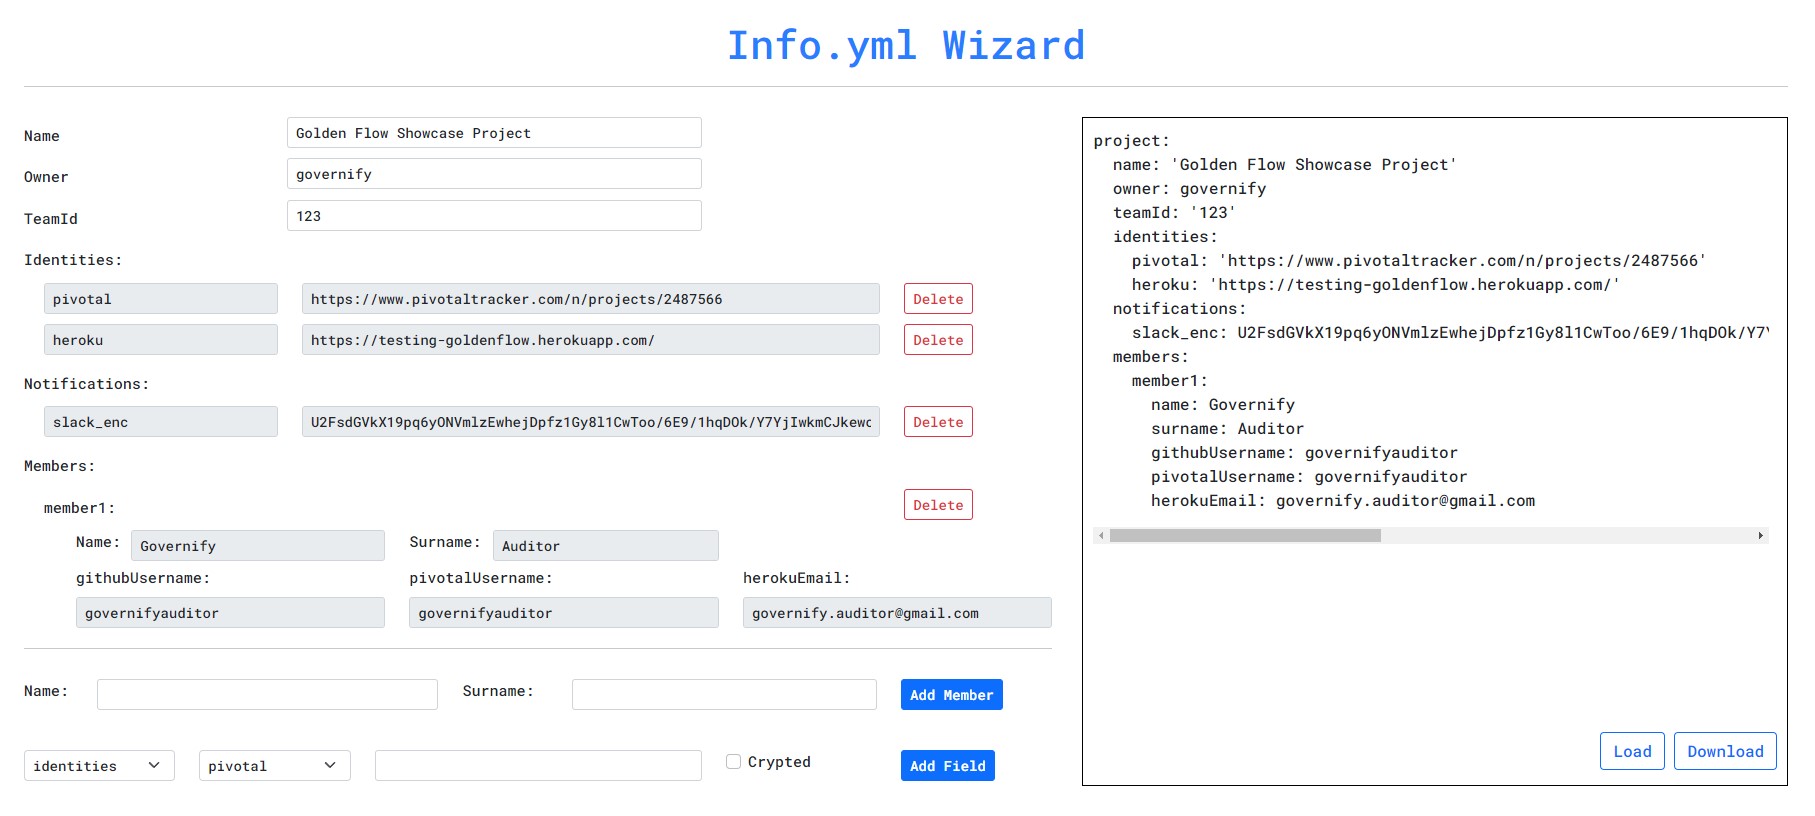 Info.yml Wizard
Name
Golden Flow Showcase Project
Owner
governify
TeamId
123
Identities:
pivotal
https://www.pivotaltracker.com/n/projects/2487566
Delete
heroku
https://testing-goldenflow.herokuapp.com/
Delete
Notifications:
slack_enc
U2FsdGVkX19pq6yONVmlzEwhejDpfz1Gy8l1CwToo/6E9/1hqDOk/Y7YjIwkmCJkewc
Delete
Members:
member1:
Delete
Name:
Governify
Surname:
Auditor
githubUsername:
pivotalUsername:
herokuEmail:
governifyauditor
governifyauditor
governify.auditor@gmail.com
Name:
Surname:
Add Member
identities
pivotal
Crypted
Add Field
project:
name: 'Golden Flow Showcase Project'
owner: governify
teamId: '123'
identities:
pivotal: 'https://www.pivotaltracker.com/n/projects/2487566'
heroku: 'https://testing-goldenflow.herokuapp.com/'
notifications:
slack_enc: U2FsdGVkX19pq6yONVmlzEwhejDpfz1Gy8l1CwToo/6E9/1hqDOk/Y7Y
members:
member1:
name: Governify
surname: Auditor
githubUsername: governifyauditor
pivotalUsername: governifyauditor
herokuEmail: governify.auditor@gmail.com
Load
Download